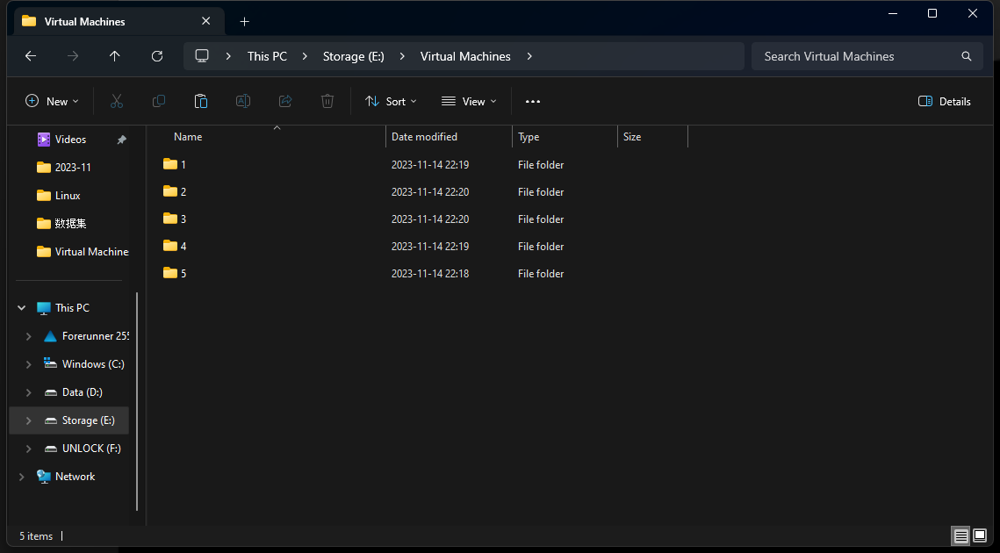 Virtual Machines
This PC > Storage (E:) > Virtual Machines >
Search Virtual Machines
New
Sort
View
Details
Name Date modified Type Size
1 2023-11-14 22:19 File folder
2 2023-11-14 22:20 File folder
3 2023-11-14 22:20 File folder
4 2023-11-14 22:19 File folder
5 2023-11-14 22:18 File folder
Videos
2023-11
Linux
数据集
Virtual Machine
This PC
Forerunner 255
Windows (C:)
Data (D:)
Storage (E:)
UNLOCK (F:)
Network
5 items